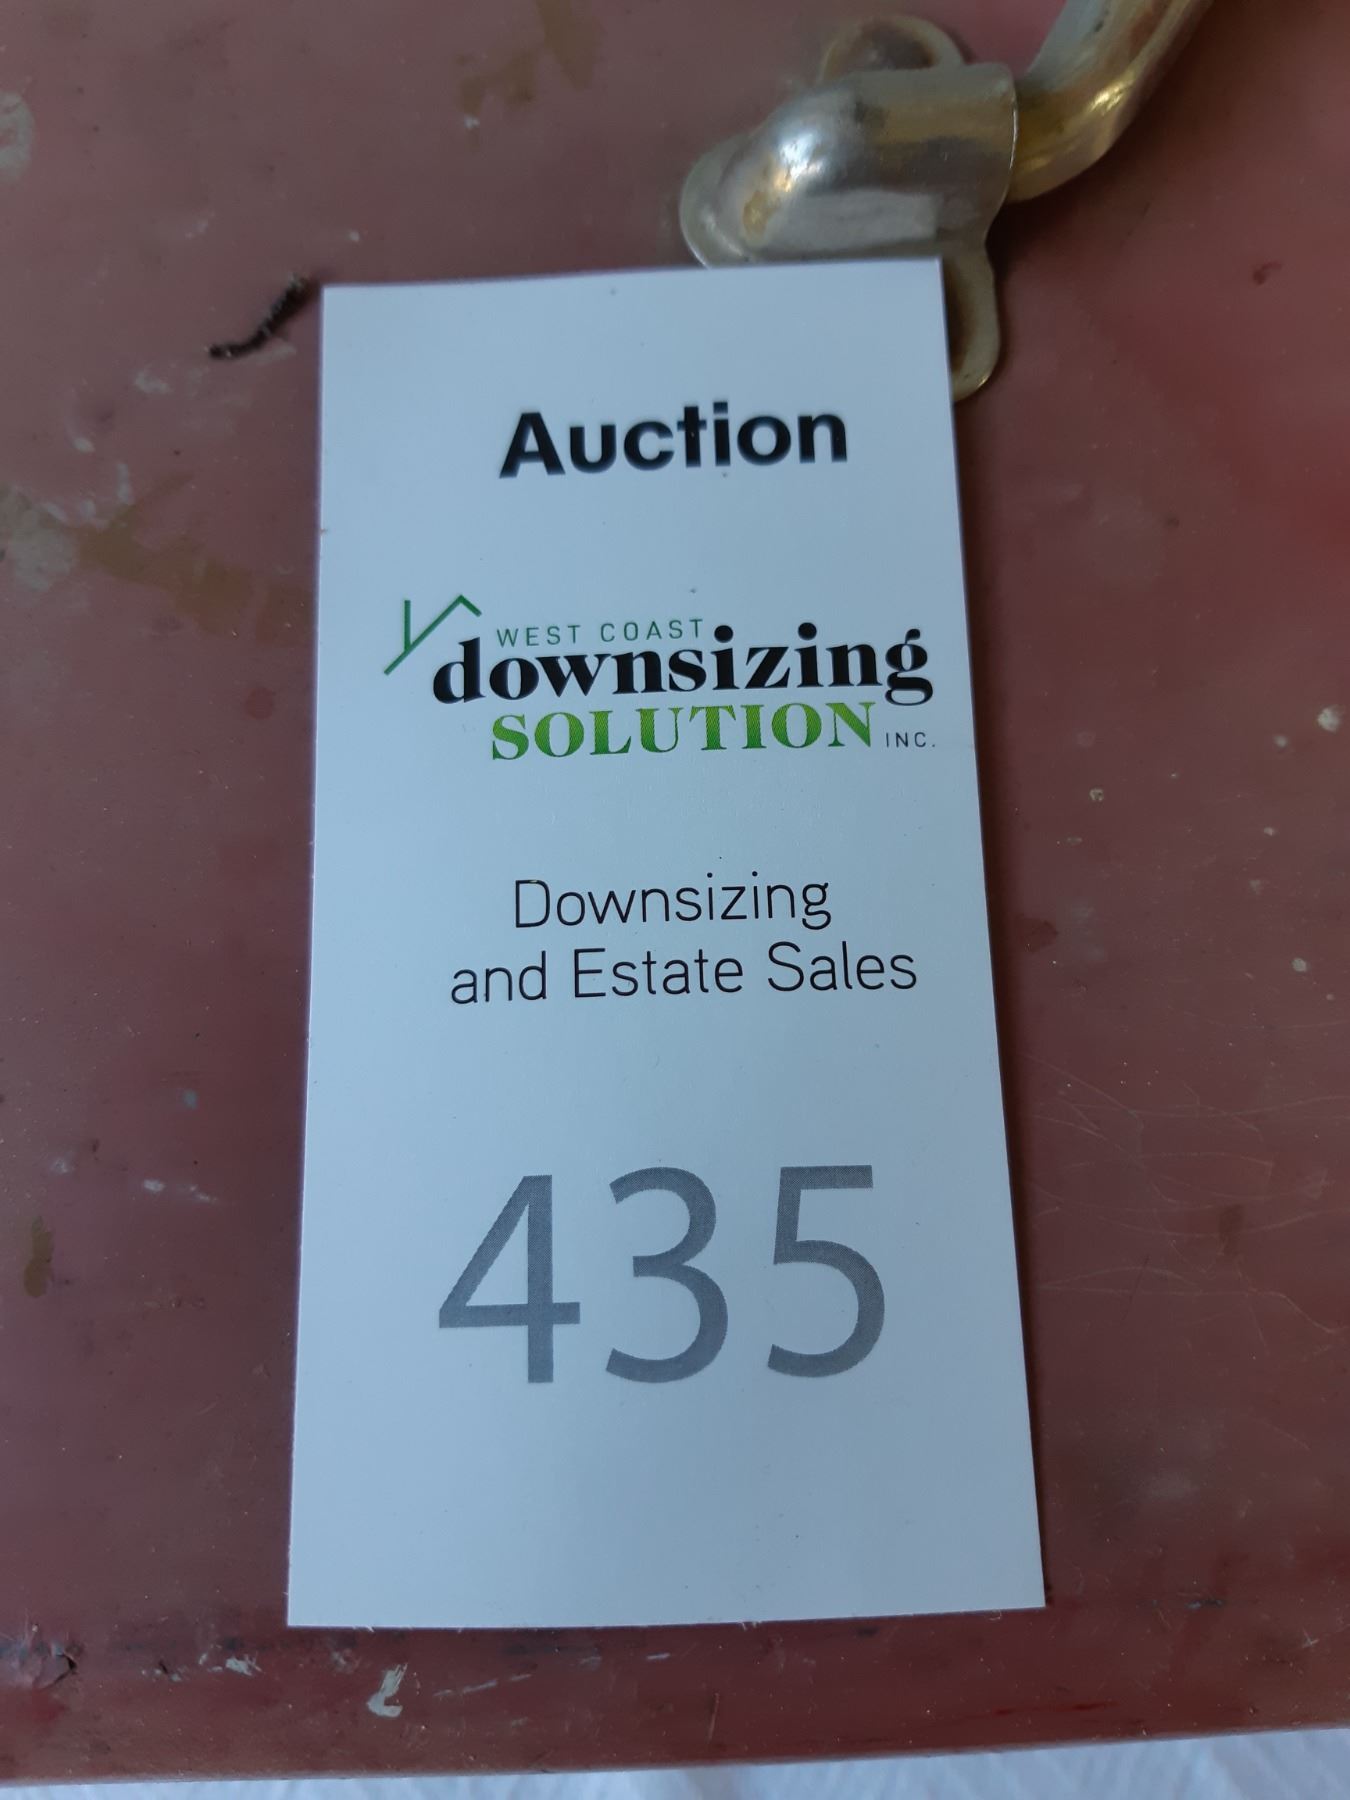 Auction
WEST COAST
downsizing
SOLUTION INC.
Downsizing
and Estate Sales
435